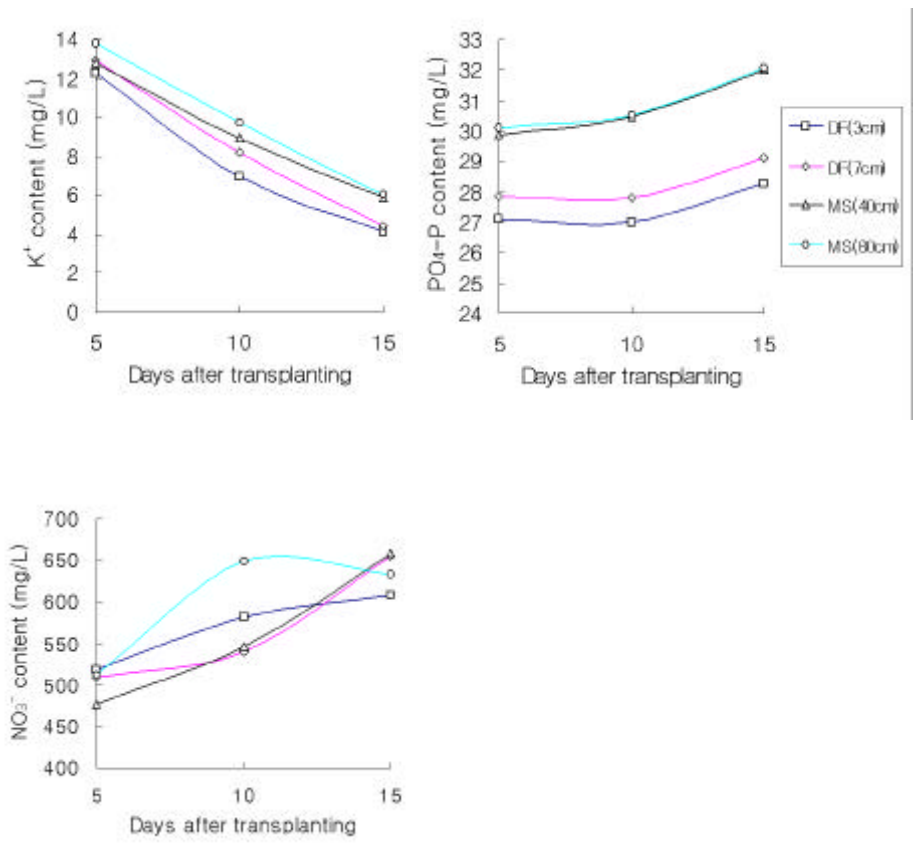 K⁺ content (mg/L)
14
12
10
8
6
4
2
0
5 10 15
Days after transplanting
PO₄-P content (mg/L)
33
32
31
30
29
28
27
26
25
24
5 10 15
Days after transplanting
DF(3cm)
DF(7cm)
MS(40cm)
MS(60cm)
NO₃⁻ content (mg/L)
700
650
600
550
500
450
400
5 10 15
Days after transplanting